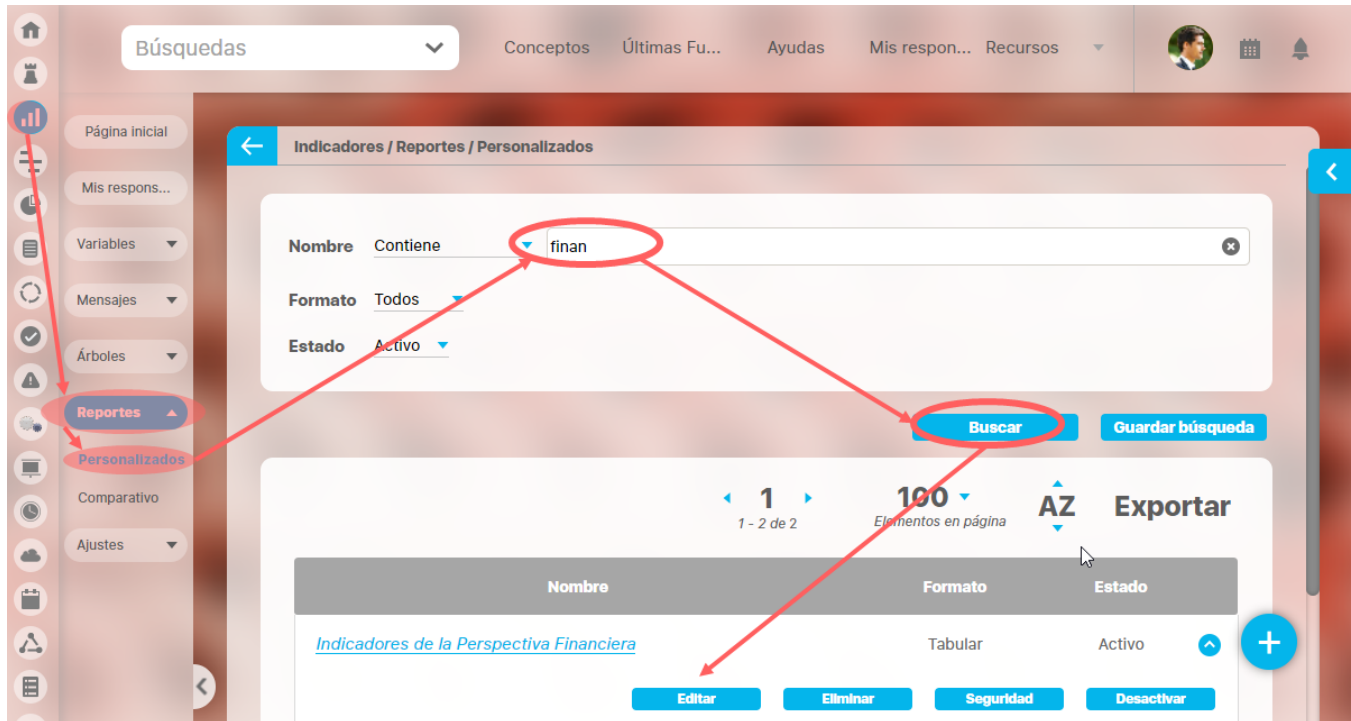 Búsquedas
Conceptos Últimas Fu... Ayudas Mis respon... Recursos
Página inicial
Mis respons...
Variables
Mensajes
Árboles
Reportes
Personalizados
Comparativo
Ajustes
Indicadores / Reportes / Personalizados
Nombre Contiene finan
Formato Todos
Estado Activo
Buscar Guardar búsqueda
1 100 AZ Exportar
1 - 2 de 2 Elementos en página
Nombre Formato Estado
Indicadores de la Perspectiva Financiera Tabular Activo
Editar Eliminar Seguridad Desactivar